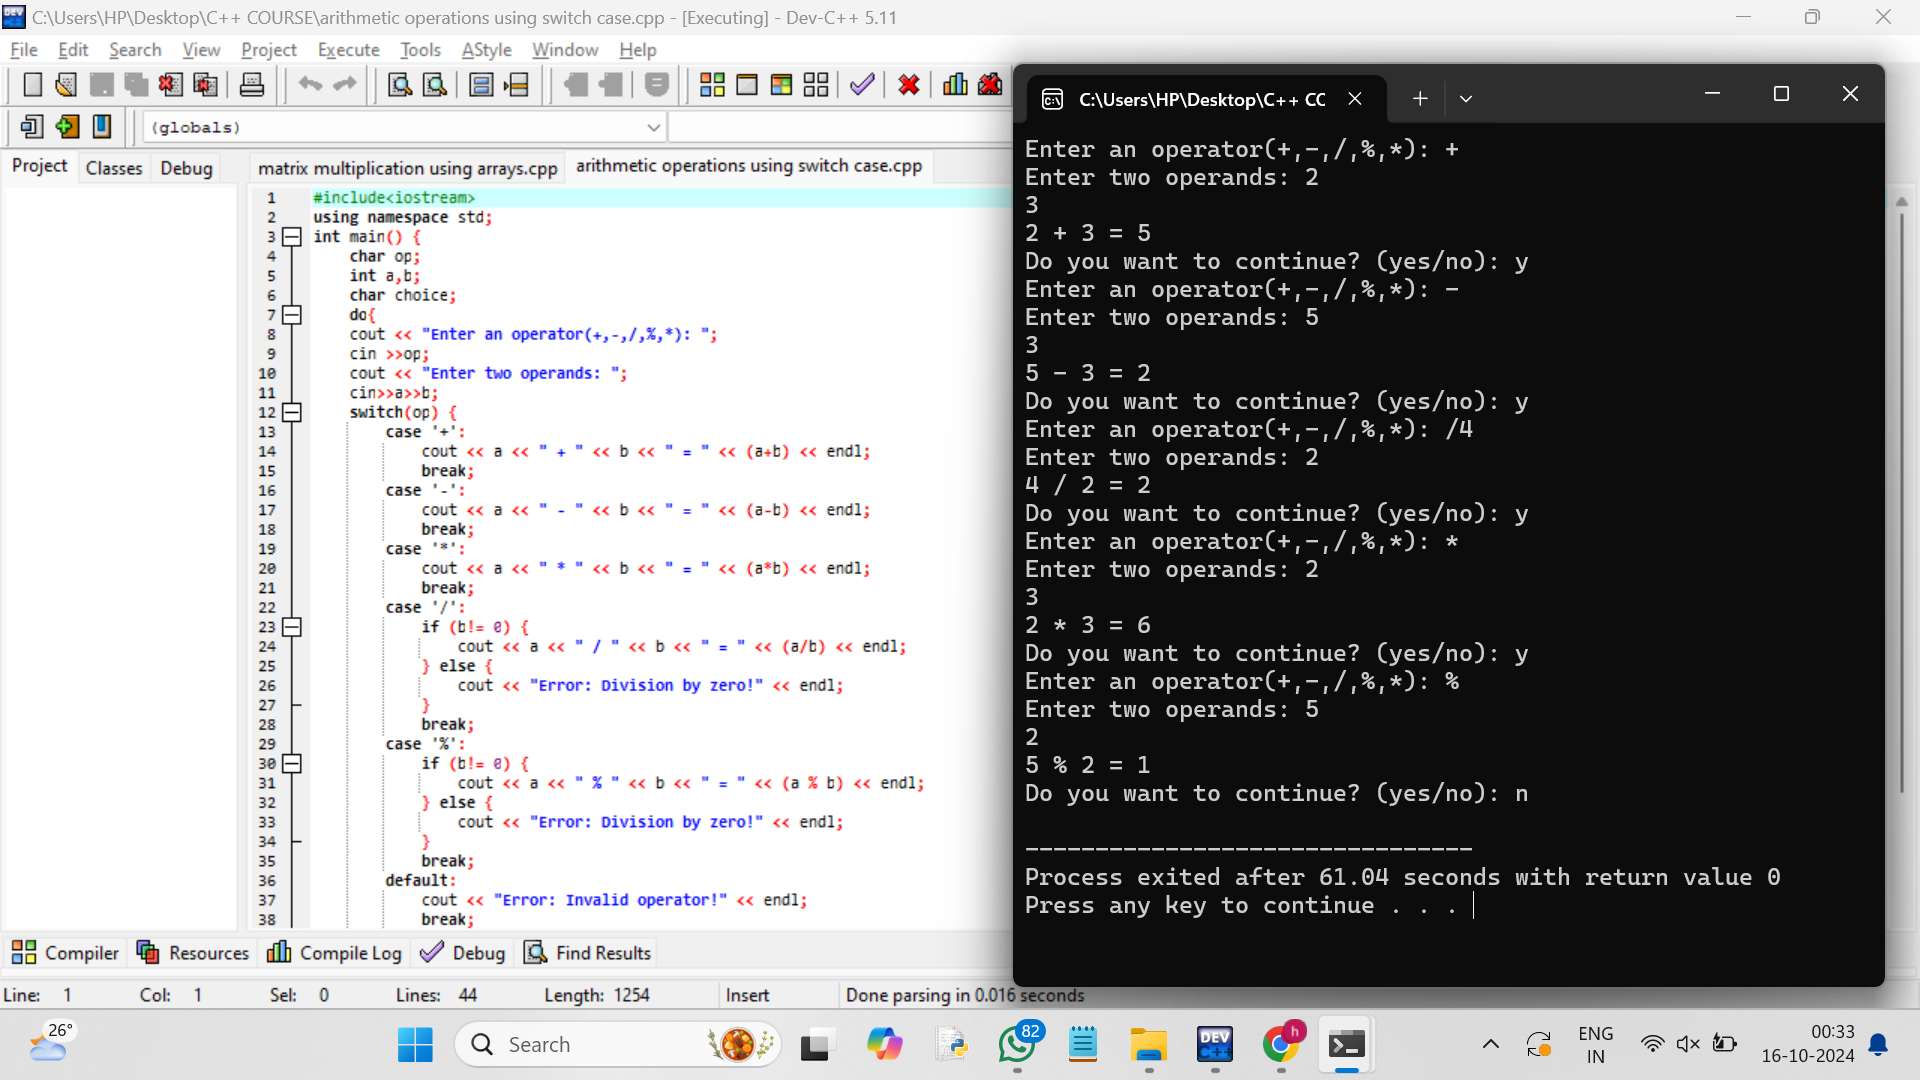 C:\Users\HP\Desktop\C++ COURSE\arithmetic operations using switch case.cpp - [Executing] - Dev-C++ 5.11
File Edit Search View Project Execute Tools AStyle Window Help
(globals)
Project Classes Debug
matrix multiplication using arrays.cpp arithmetic operations using switch case.cpp
1 #include<iostream>
2 using namespace std;
3 int main() {
4 char op;
5 int a,b;
6 char choice;
7 do{
8 cout << "Enter an operator(+,-,/,%,*): ";
9 cin >>op;
10 cout << "Enter two operands: ";
11 cin>>a>>b;
12 switch(op) {
13 case '+':
14 cout << a << " + " << b << " = " << (a+b) << endl;
15 break;
16 case '-':
17 cout << a << " - " << b << " = " << (a-b) << endl;
18 break;
19 case '*':
20 cout << a << " * " << b << " = " << (a*b) << endl;
21 break;
22 case '/':
23 if (b!= 0) {
24 cout << a << " / " << b << " = " << (a/b) << endl;
25 } else {
26 cout << "Error: Division by zero!" << endl;
27 }
28 break;
29 case '%':
30 if (b!= 0) {
31 cout << a << " % " << b << " = " << (a % b) << endl;
32 } else {
33 cout << "Error: Division by zero!" << endl;
34 }
35 break;
36 default:
37 cout << "Error: Invalid operator!" << endl;
38 break;
C:\Users\HP\Desktop\C++ CC
Enter an operator(+,-,/,%,*): +
Enter two operands: 2
3
2 + 3 = 5
Do you want to continue? (yes/no): y
Enter an operator(+,-,/,%,*): -
Enter two operands: 5
3
5 - 3 = 2
Do you want to continue? (yes/no): y
Enter an operator(+,-,/,%,*): /4
Enter two operands: 2
4 / 2 = 2
Do you want to continue? (yes/no): y
Enter an operator(+,-,/,%,*): *
Enter two operands: 2
3
2 * 3 = 6
Do you want to continue? (yes/no): y
Enter an operator(+,-,/,%,*): %
Enter two operands: 5
2
5 % 2 = 1
Do you want to continue? (yes/no): n
--------------------------------
Process exited after 61.04 seconds with return value 0
Press any key to continue . . .
Compiler Resources Compile Log Debug Find Results
Line: 1 Col: 1 Sel: 0 Lines: 44 Length: 1254 Insert Done parsing in 0.016 seconds
26°
Search
82
DEV C++
h
ENG
IN
00:33
16-10-2024